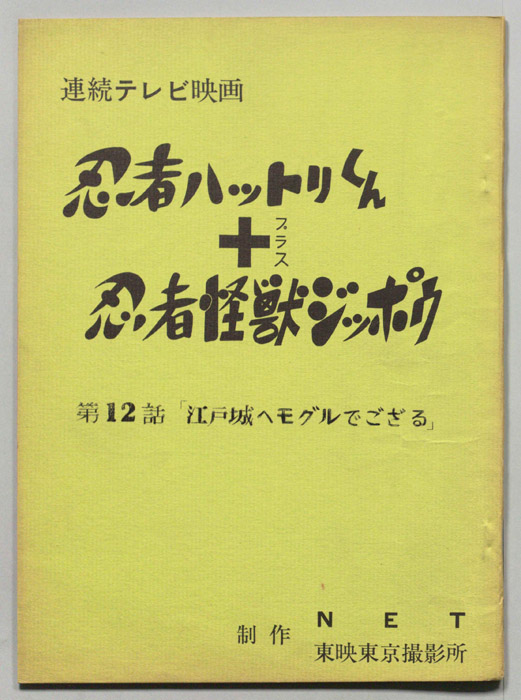 連続テレビ映画
忍者ハットリくん
＋
プラス
忍者怪獣ジッポウ
第12話「江戸城へモグルでござる」
NET
制作
東映東京撮影所